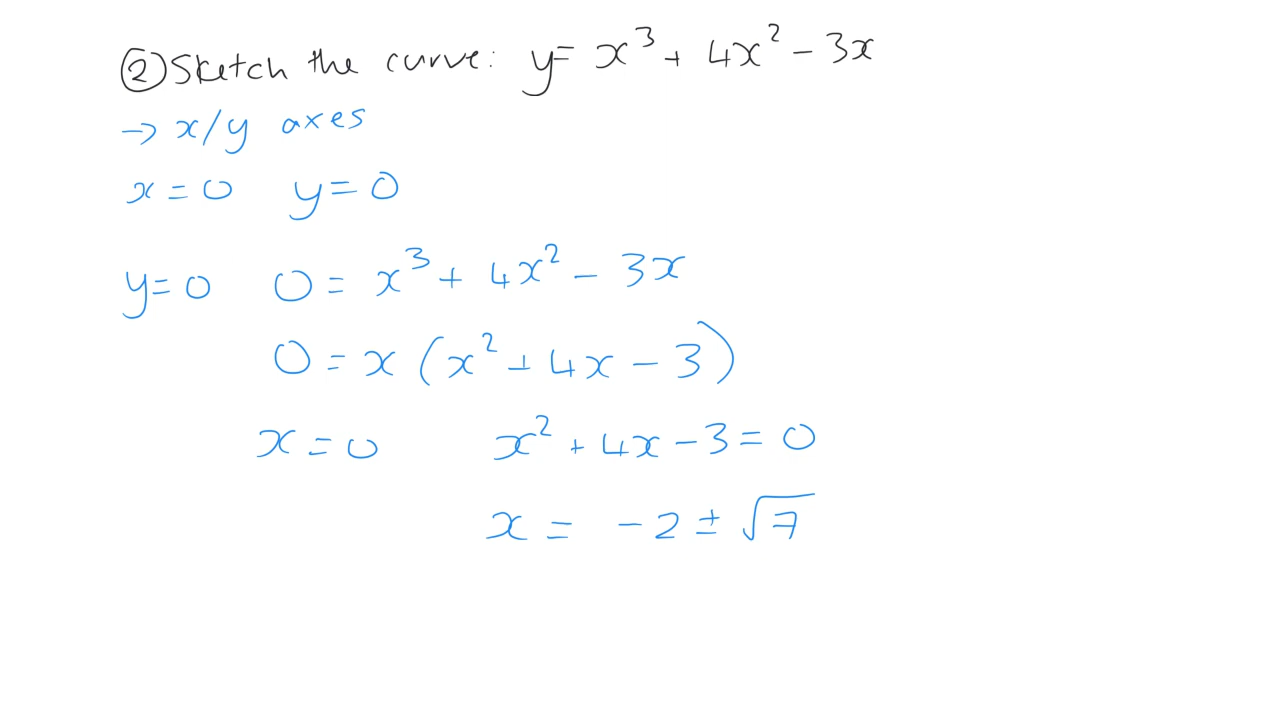 ② Sketch the curve: y = x³ + 4x² − 3x
→ x/y axes
x = 0 y = 0
y = 0 0 = x³ + 4x² − 3x
0 = x (x² + 4x − 3)
x = 0 x² + 4x − 3 = 0
x = −2 ± √7